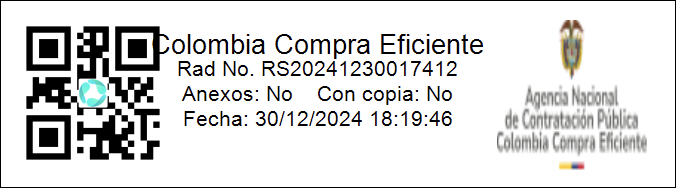 Colombia Compra Eficiente
Rad No. RS20241230017412
Anexos: No Con copia: No
Fecha: 30/12/2024 18:19:46
Agencia Nacional
de Contratación Pública
Colombia Compra Eficiente